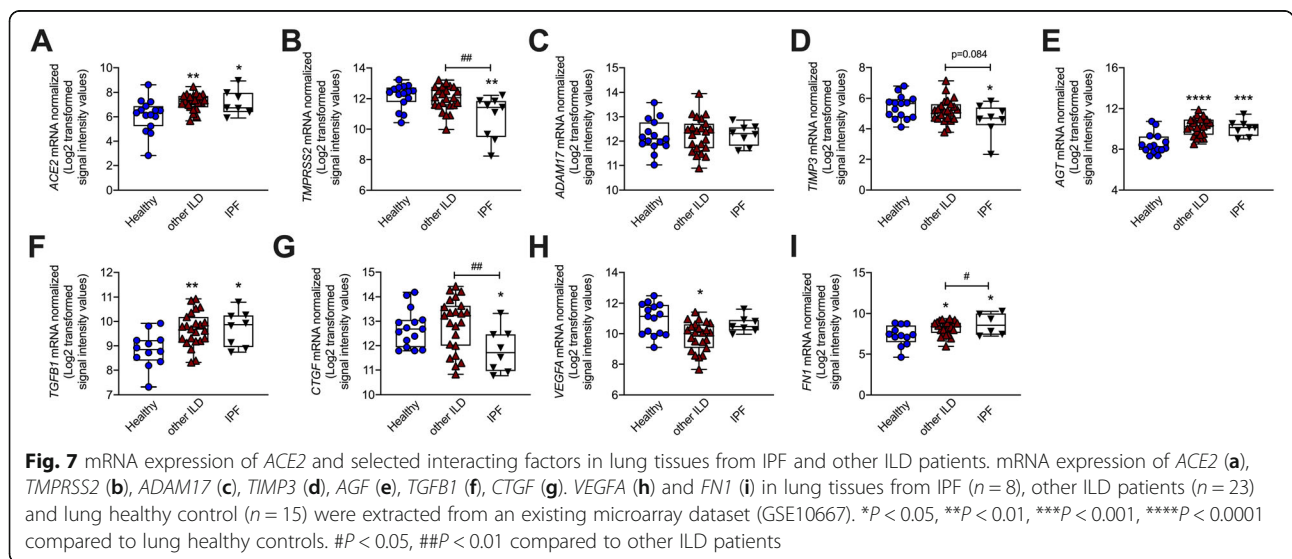 A
ACE2 mRNA normalized
(Log2 transformed
signal intensity values)
10
8
6
4
2
0
**
*
Healthy
other ILD
IPF
B
TMPRSS2 mRNA normalized
(Log2 transformed
signal intensity values)
14
12
10
8
6
##
**
Healthy
other ILD
IPF
C
ADAM17 mRNA normalized
(Log2 transformed
signal intensity values)
15
14
13
12
11
10
Healthy
other ILD
IPF
D
TIMP3 mRNA normalized
(Log2 transformed
signal intensity values)
8
6
4
2
0
p=0.084
*
Healthy
other ILD
IPF
E
AGT mRNA normalized
(Log2 transformed
signal intensity values)
16
12
8
4
****
***
Healthy
other ILD
IPF
F
TGFB1 mRNA normalized
(Log2 transformed
signal intensity values)
12
11
10
9
8
7
**
*
Healthy
other ILD
IPF
G
CTGF mRNA normalized
(Log2 transformed
signal intensity values)
15
14
13
12
11
10
##
*
Healthy
other ILD
IPF
H
VEGFA mRNA normalized
(Log2 transformed
signal intensity values)
14
12
10
8
6
*
Healthy
other ILD
IPF
I
FN1 mRNA normalized
(Log2 transformed
signal intensity values)
15
10
5
0
#
*
*
Healthy
other ILD
IPF
Fig. 7 mRNA expression of ACE2 and selected interacting factors in lung tissues from IPF and other ILD patients. mRNA expression of ACE2 (a),
TMPRSS2 (b), ADAM17 (c), TIMP3 (d), AGF (e), TGFB1 (f), CTGF (g). VEGFA (h) and FN1 (i) in lung tissues from IPF (n = 8), other ILD patients (n = 23)
and lung healthy control (n = 15) were extracted from an existing microarray dataset (GSE10667). *P < 0.05, **P < 0.01, ***P < 0.001, ****P < 0.0001
compared to lung healthy controls. #P < 0.05, ##P < 0.01 compared to other ILD patients